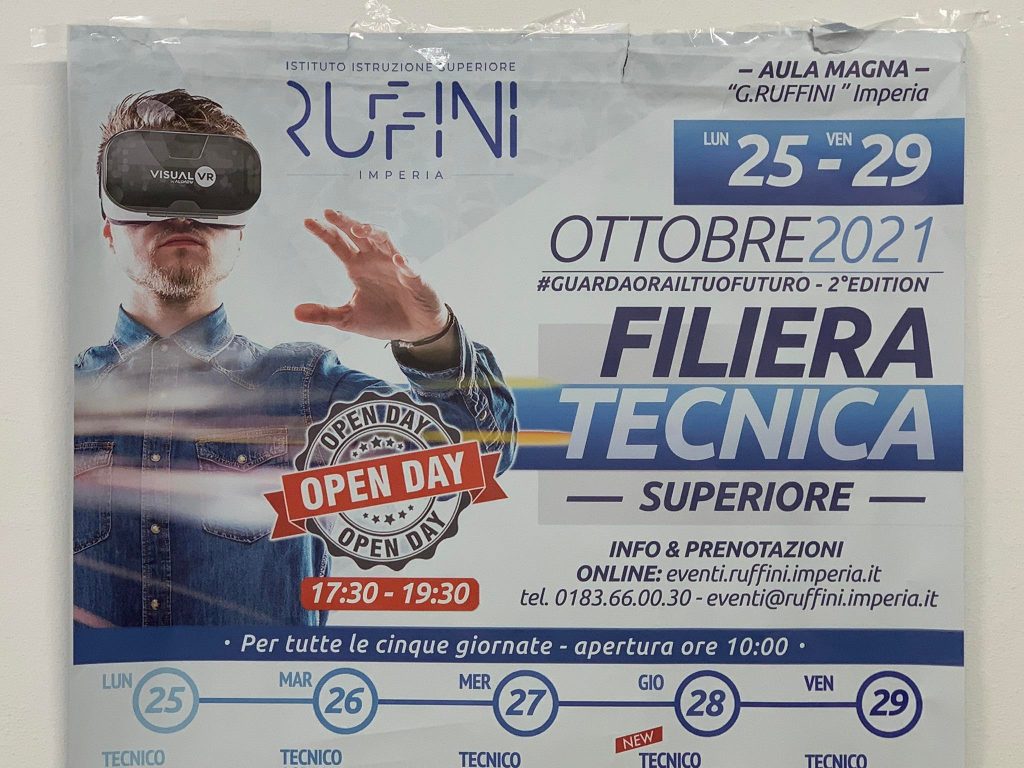 ISTITUTO ISTRUZIONE SUPERIORE
RUFFINI
IMPERIA
– AULA MAGNA –
“G.RUFFINI ” Imperia
LUN 25 - VEN 29
OTTOBRE2021
#GUARDAORAILTUOFUTURO - 2°EDITION
FILIERA
TECNICA
SUPERIORE
VISUAL VR
OPEN DAY
OPEN DAY
OPEN DAY
17:30 - 19:30
INFO & PRENOTAZIONI
ONLINE: eventi.ruffini.imperia.it
tel. 0183.66.00.30 - eventi@ruffini.imperia.it
· Per tutte le cinque giornate - apertura ore 10:00 ·
LUN 25 MAR 26 MER 27 GIO 28 VEN 29
NEW
TECNICO TECNICO TECNICO TECNICO TECNICO